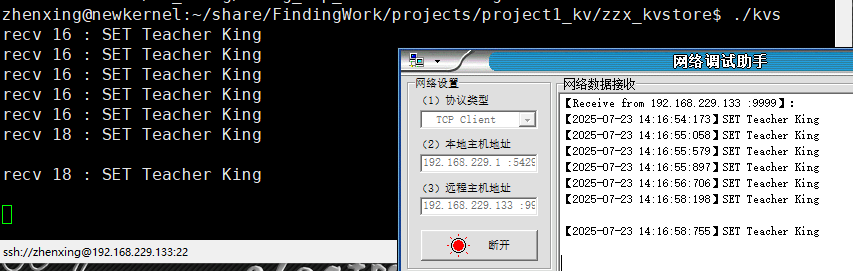 zhenxing@newkernel:~/share/FindingWork/projects/project1_kv/zzx_kvstore$ ./kvs
recv 16 : SET Teacher King
recv 16 : SET Teacher King
recv 16 : SET Teacher King
recv 16 : SET Teacher King
recv 16 : SET Teacher King
recv 18 : SET Teacher King
recv 18 : SET Teacher King
ssh://zhenxing@192.168.229.133:22
网络调试助手
网络设置
(1) 协议类型
TCP Client
(2) 本地主机地址
192.168.229.1 :5429
(3) 远程主机地址
192.168.229.133 :99
断开
网络数据接收
【Receive from 192.168.229.133 :9999】:
【2025-07-23 14:16:54:173】SET Teacher King
【2025-07-23 14:16:55:058】SET Teacher King
【2025-07-23 14:16:55:579】SET Teacher King
【2025-07-23 14:16:55:897】SET Teacher King
【2025-07-23 14:16:56:706】SET Teacher King
【2025-07-23 14:16:58:198】SET Teacher King
【2025-07-23 14:16:58:755】SET Teacher King